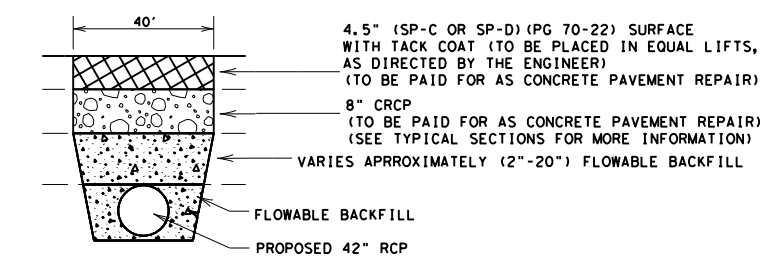 40'
4.5" (SP-C OR SP-D)(PG 70-22) SURFACE
WITH TACK COAT (TO BE PLACED IN EQUAL LIFTS,
AS DIRECTED BY THE ENGINEER)
(TO BE PAID FOR AS CONCRETE PAVEMENT REPAIR)
8" CRCP
(TO BE PAID FOR AS CONCRETE PAVEMENT REPAIR)
(SEE TYPICAL SECTIONS FOR MORE INFORMATION)
VARIES APRROXIMATELY (2"-20") FLOWABLE BACKFILL
FLOWABLE BACKFILL
PROPOSED 42" RCP